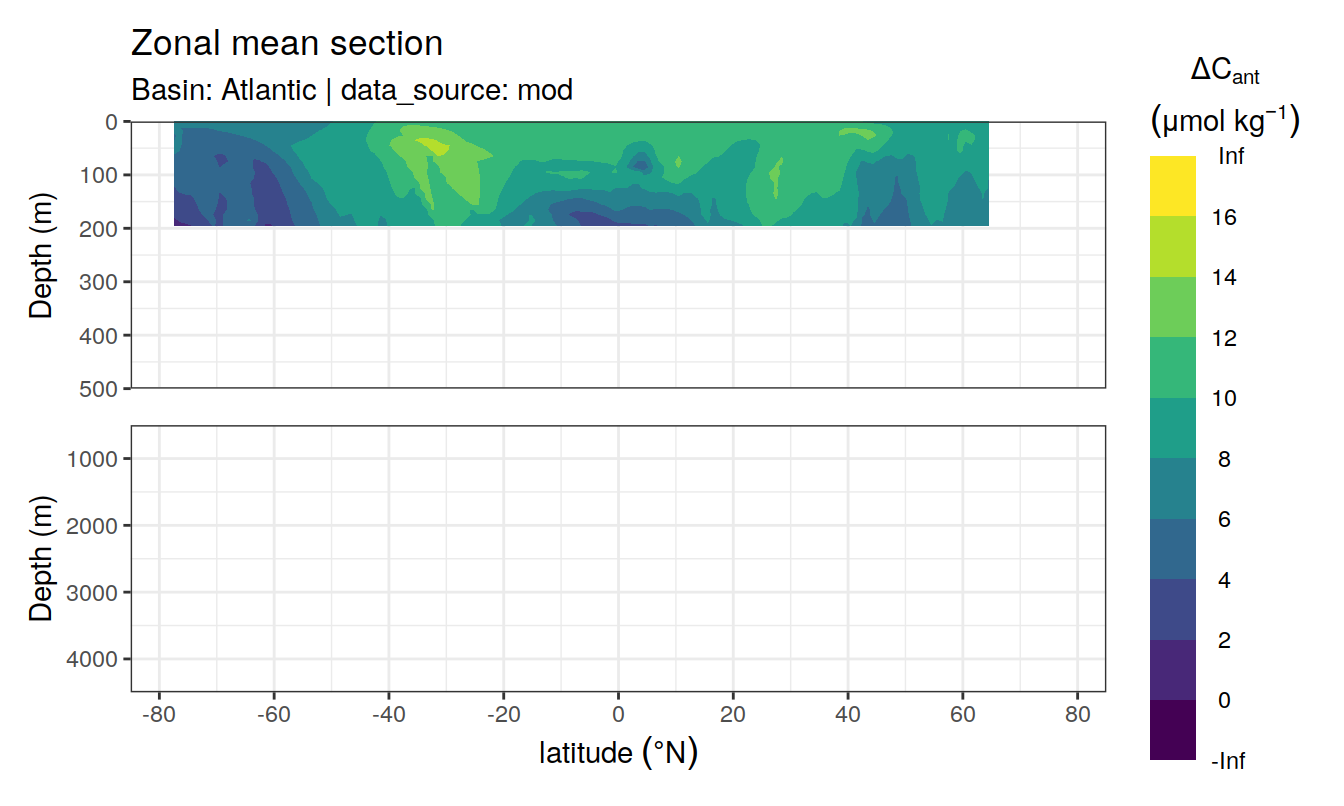 Zonal mean section
Basin: Atlantic | data_source: mod
ΔC_ant
(μmol kg⁻¹)
Inf
16
14
12
10
8
6
4
2
0
-Inf
Depth (m)
0
100
200
300
400
500
Depth (m)
1000
2000
3000
4000
-80 -60 -40 -20 0 20 40 60 80
latitude (°N)